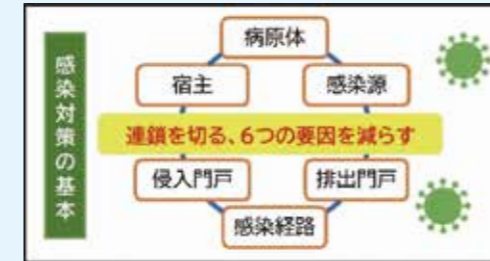 感染対策の基本
病原体
宿主
感染源
連鎖を切る、6つの要因を減らす
侵入門戸
排出門戸
感染経路